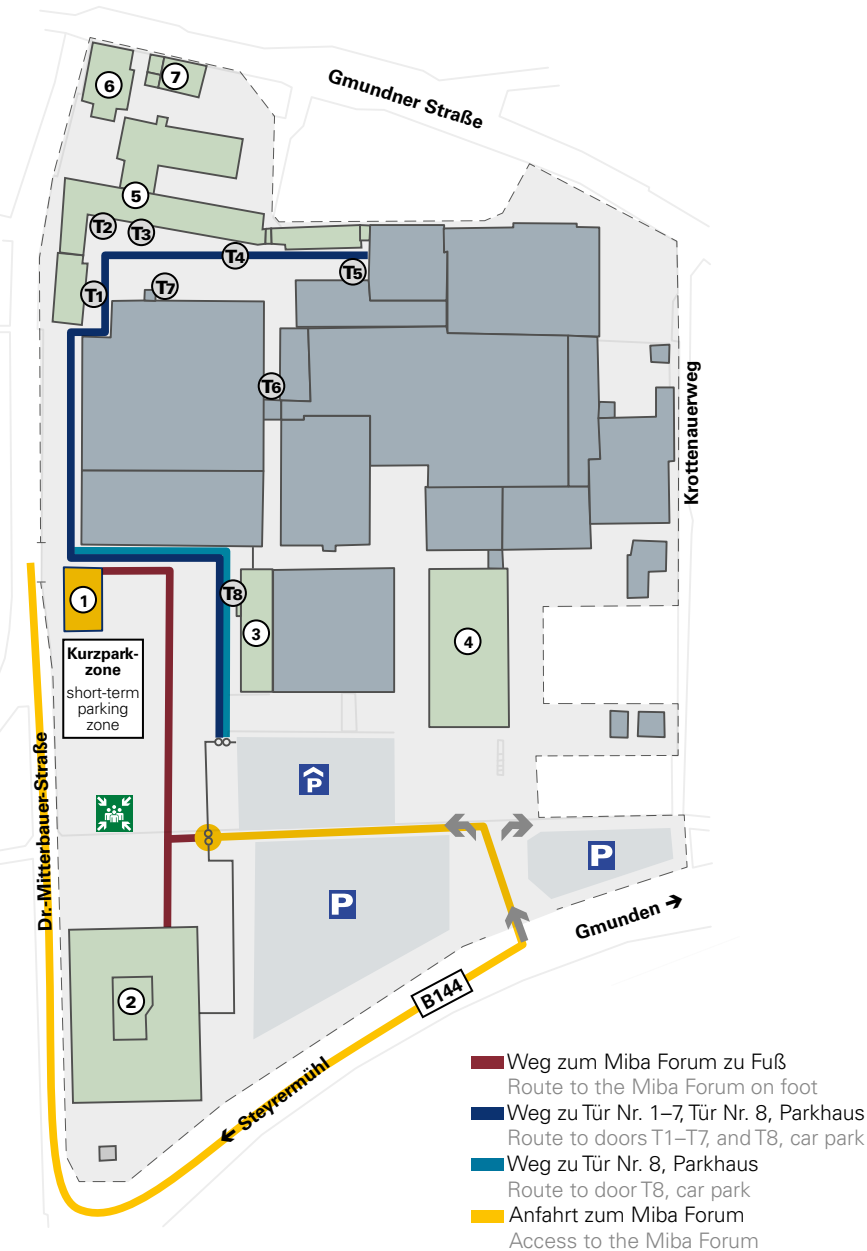 Gmundner Straße
6
7
5
T2
T3
T4
T5
T1
T7
T6
Krottenauerweg
1
T8
3
4
Kurzpark-
zone
short-term
parking
zone
P
Dr.-Mitterbauer-Straße
P
P
Gmunden →
2
B144
← Steyrermühl
Weg zum Miba Forum zu Fuß
Route to the Miba Forum on foot
Weg zu Tür Nr. 1–7, Tür Nr. 8, Parkhaus
Route to doors T1–T7, and T8, car park
Weg zu Tür Nr. 8, Parkhaus
Route to door T8, car park
Anfahrt zum Miba Forum
Access to the Miba Forum